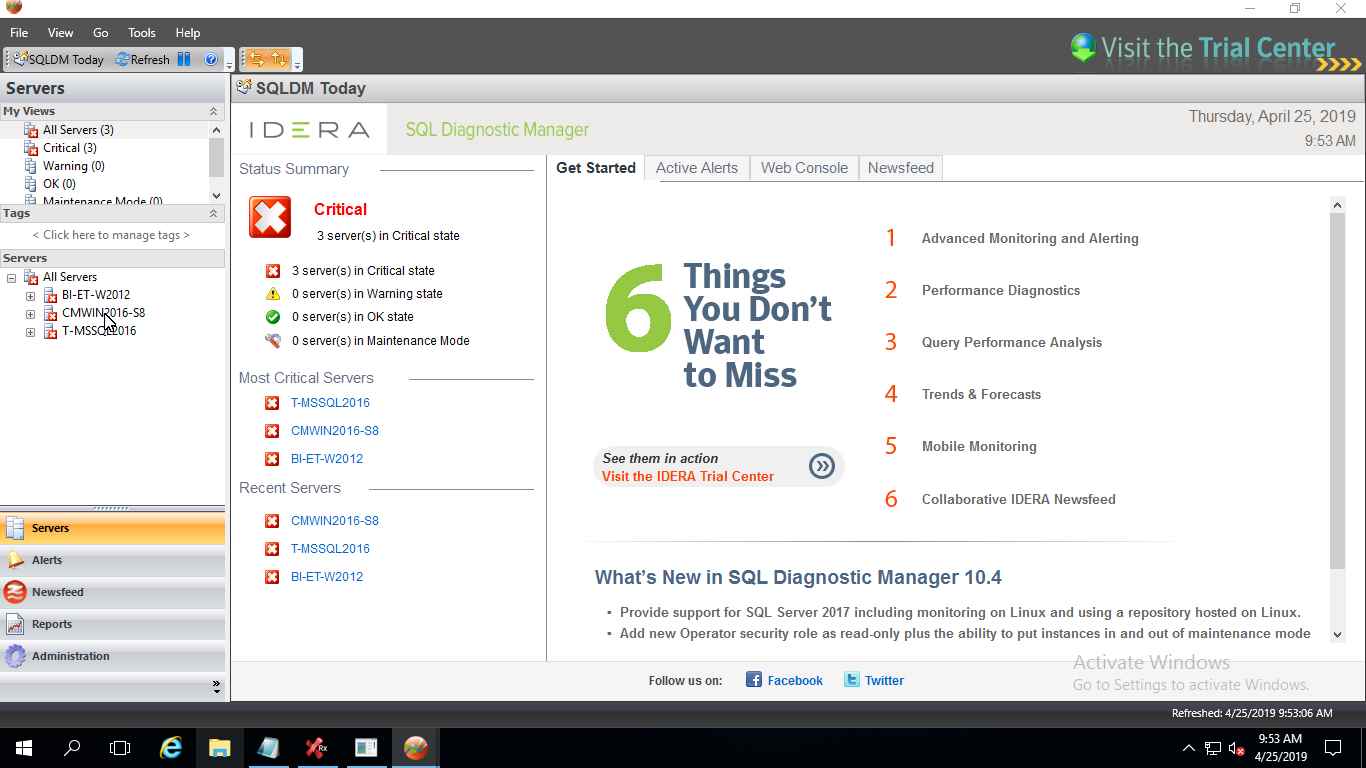 File View Go Tools Help
Visit the Trial Center
SQLDM Today Refresh
Servers
SQLDM Today
My Views
All Servers (3)
Critical (3)
Warning (0)
OK (0)
Maintenance Mode (0)
Tags
< Click here to manage tags >
Servers
All Servers
BI-ET-W2012
CMWIN2016-S8
T-MSSQL2016
Servers
Alerts
Newsfeed
Reports
Administration
IDERA SQL Diagnostic Manager
Thursday, April 25, 2019
9:53 AM
Status Summary
Critical
3 server(s) in Critical state
3 server(s) in Critical state
0 server(s) in Warning state
0 server(s) in OK state
0 server(s) in Maintenance Mode
Most Critical Servers
T-MSSQL2016
CMWIN2016-S8
BI-ET-W2012
Recent Servers
CMWIN2016-S8
T-MSSQL2016
BI-ET-W2012
Get Started Active Alerts Web Console Newsfeed
6 Things
You Don't
Want
to Miss
See them in action
Visit the IDERA Trial Center
1 Advanced Monitoring and Alerting
2 Performance Diagnostics
3 Query Performance Analysis
4 Trends & Forecasts
5 Mobile Monitoring
6 Collaborative IDERA Newsfeed
What's New in SQL Diagnostic Manager 10.4
• Provide support for SQL Server 2017 including monitoring on Linux and using a repository hosted on Linux.
• Add new Operator security role as read-only plus the ability to put instances in and out of maintenance mode
Follow us on: Facebook Twitter
Activate Windows
Go to Settings to activate Windows.
Refreshed: 4/25/2019 9:53:06 AM
Rx
9:53 AM
4/25/2019